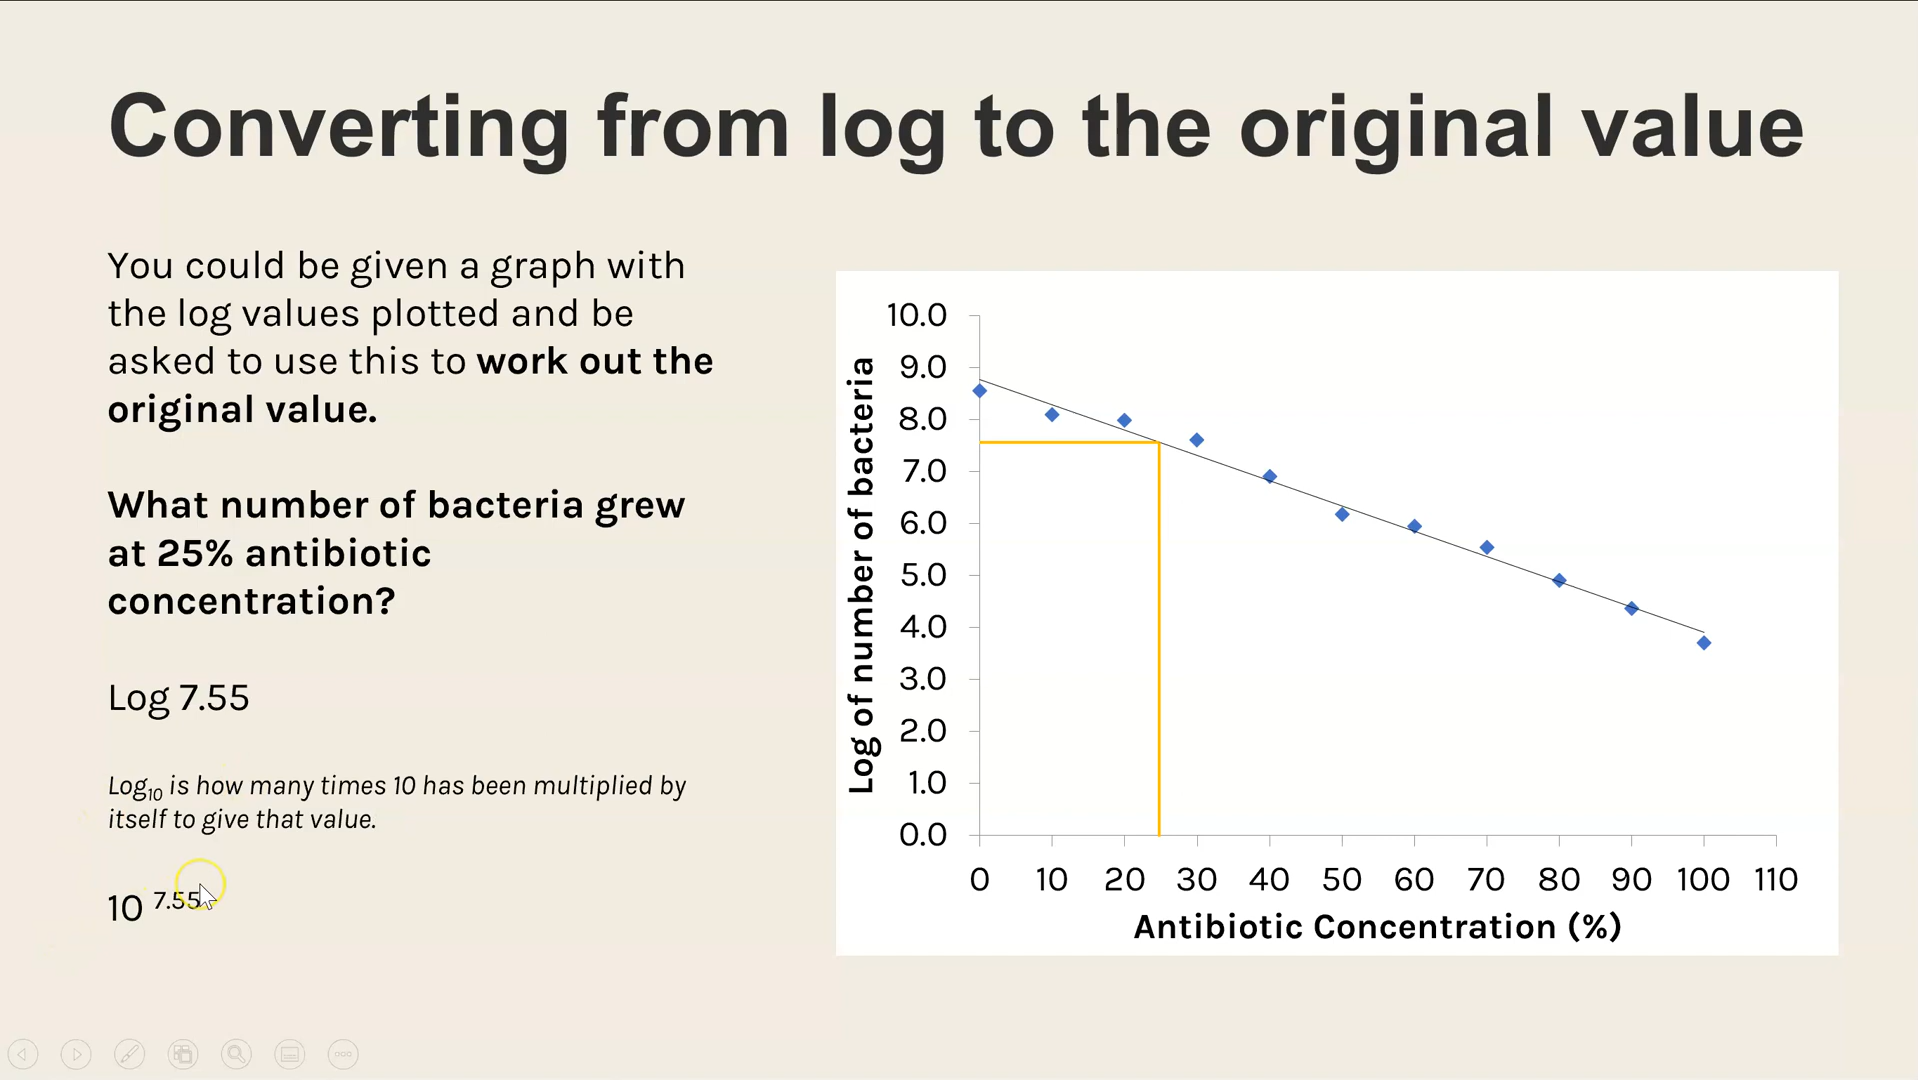 Converting from log to the original value
You could be given a graph with
the log values plotted and be
asked to use this to work out the
original value.
What number of bacteria grew
at 25% antibiotic
concentration?
Log 7.55
Log₁₀ is how many times 10 has been multiplied by
itself to give that value.
10 7.55
Log of number of bacteria
10.0
9.0
8.0
7.0
6.0
5.0
4.0
3.0
2.0
1.0
0.0
0 10 20 30 40 50 60 70 80 90 100 110
Antibiotic Concentration (%)